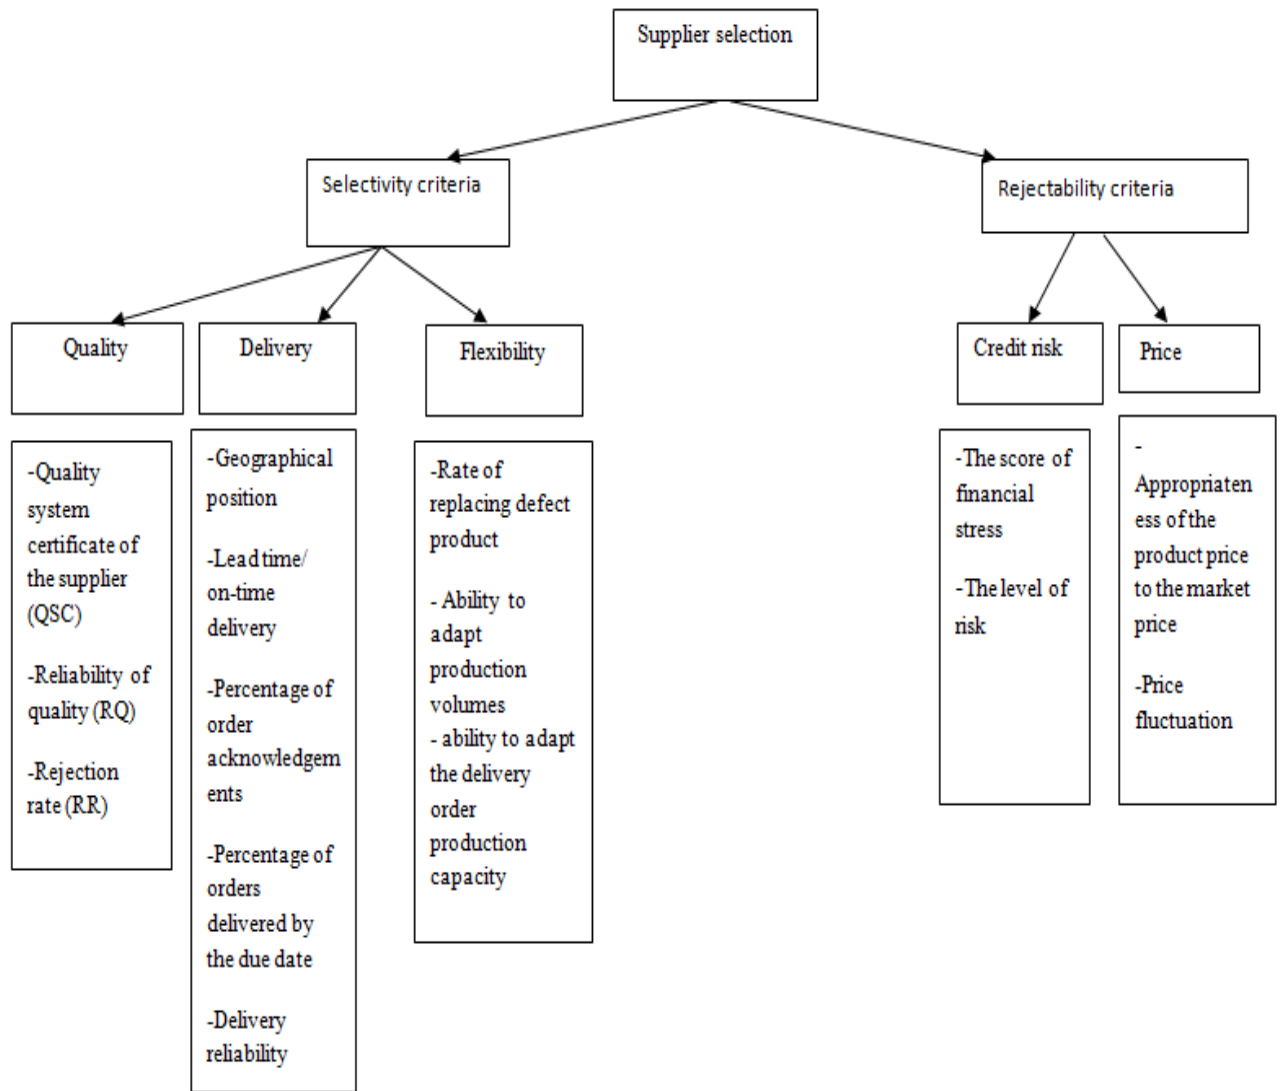 Supplier selection
Selectivity criteria
Rejectability criteria
Quality
Delivery
Flexibility
Credit risk
Price
-Quality
system
certificate of
the supplier
(QSC)
-Reliability of
quality (RQ)
-Rejection
rate (RR)
-Geographical
position
-Lead time/
on-time
delivery
-Percentage of
order
acknowledgem
ents
-Percentage of
orders
delivered by
the due date
-Delivery
reliability
-Rate of
replacing defect
product
- Ability to
adapt
production
volumes
- ability to adapt
the delivery
order
production
capacity
-The score of
financial
stress
-The level of
risk
-
Appropriaten
ess of the
product price
to the market
price
-Price
fluctuation